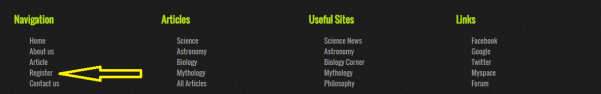 Navigation
Home
About us
Article
Register
Contact us
Articles
Science
Astronomy
Biology
Mythology
All Articles
Useful Sites
Science News
Astronomy
Biology Corner
Mythology
Philosophy
Links
Facebook
Google
Twitter
Myspace
Forum